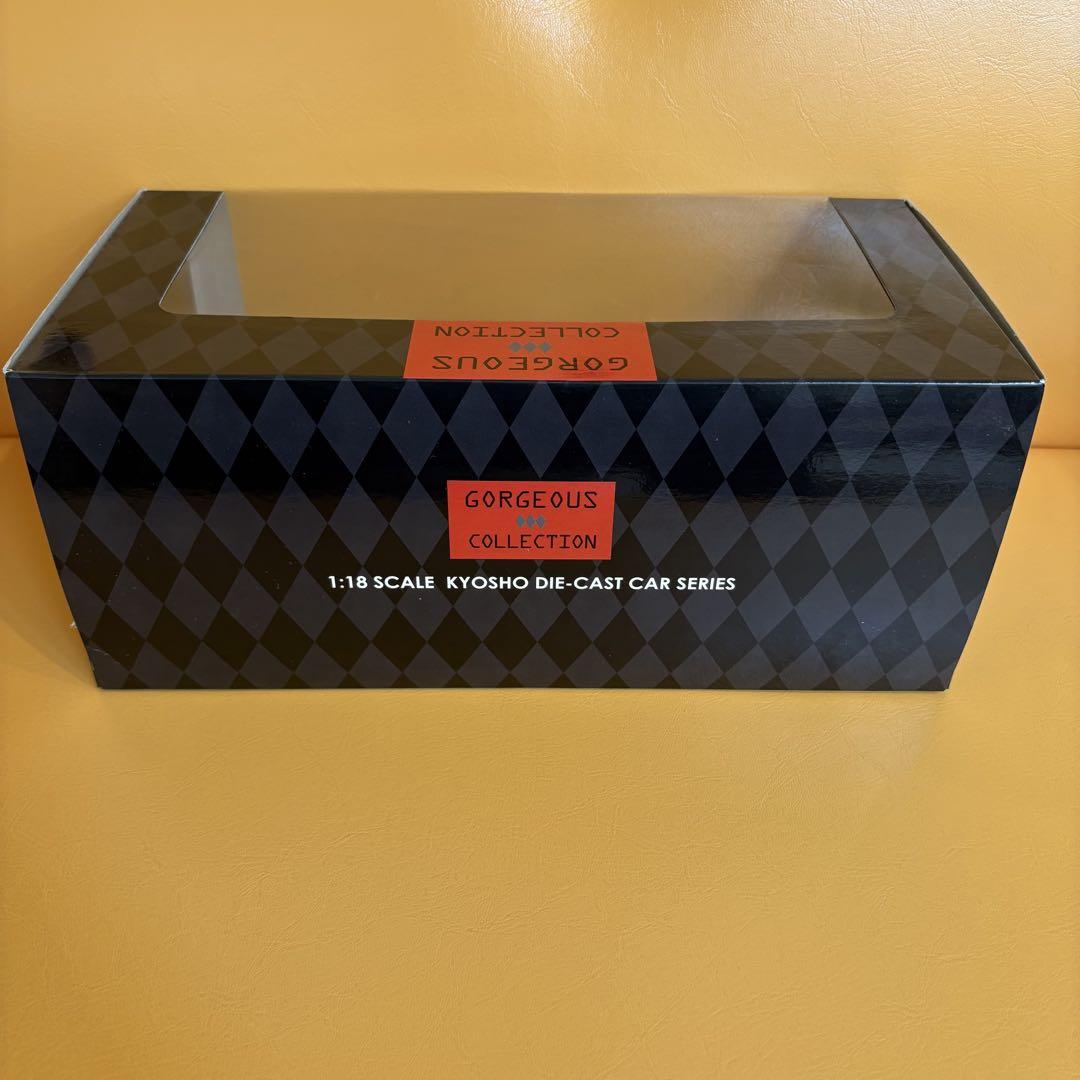 GORGEOUS
COLLECTION
GORGEOUS
COLLECTION
1:18 SCALE KYOSHO DIE-CAST CAR SERIES